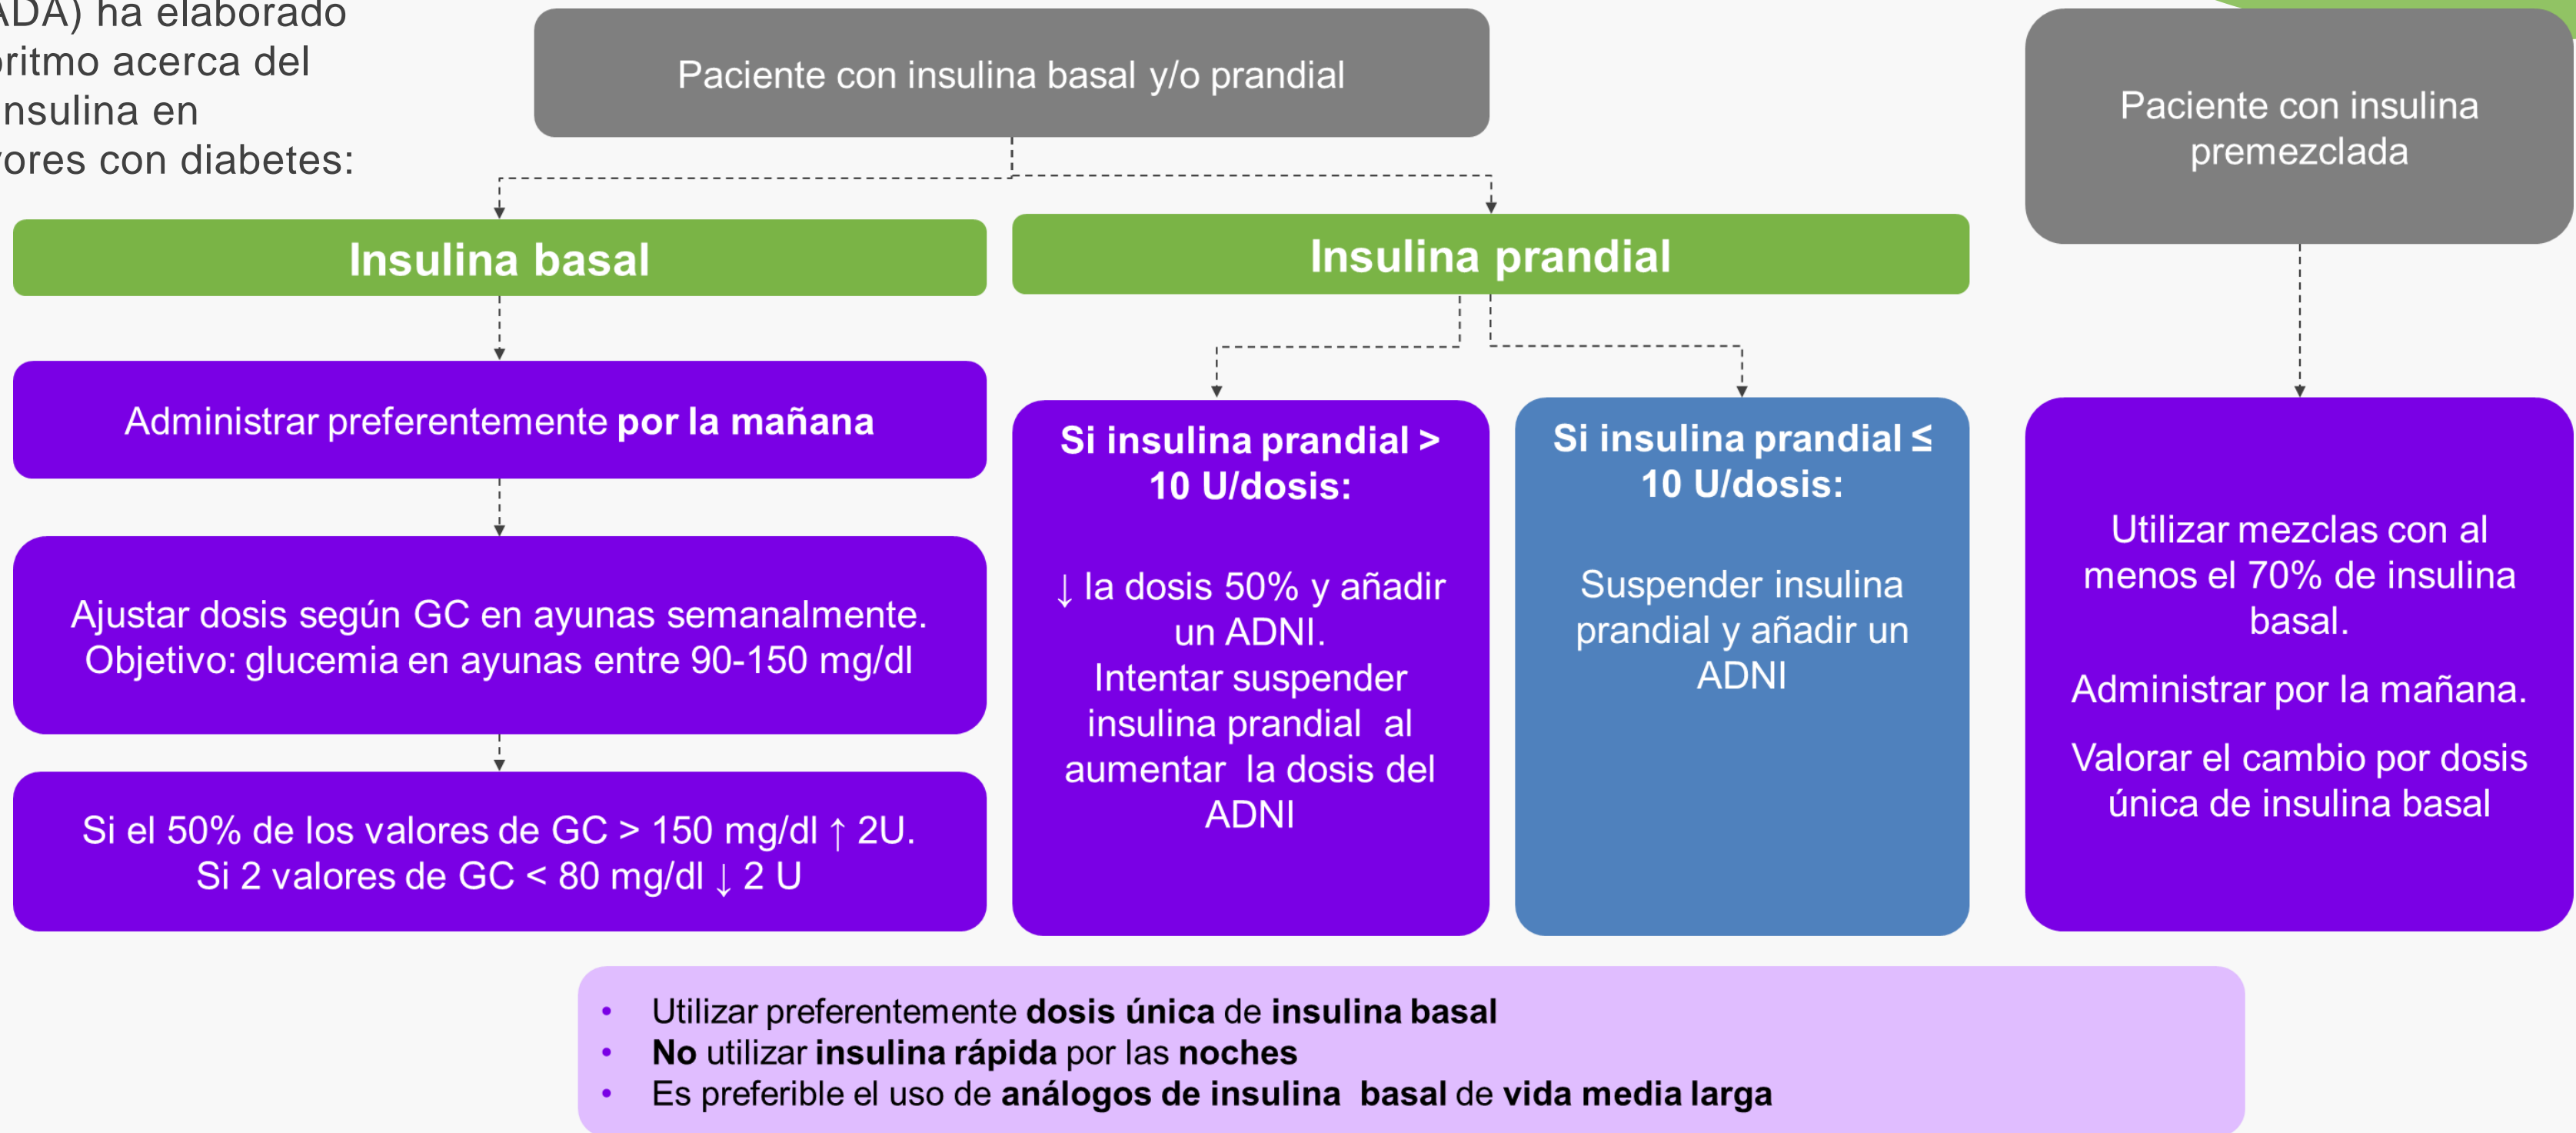 ADA) ha elaborado
oritmo acerca del
insulina en
yores con diabetes:
Paciente con insulina basal y/o prandial
Paciente con insulina
premezclada
Insulina basal
Insulina prandial
Administrar preferentemente por la mañana
Ajustar dosis según GC en ayunas semanalmente.
Objetivo: glucemia en ayunas entre 90-150 mg/dl
Si el 50% de los valores de GC > 150 mg/dl ↑ 2U.
Si 2 valores de GC < 80 mg/dl ↓ 2 U
Si insulina prandial >
10 U/dosis:
↓ la dosis 50% y añadir
un ADNI.
Intentar suspender
insulina prandial al
aumentar la dosis del
ADNI
Si insulina prandial ≤
10 U/dosis:
Suspender insulina
prandial y añadir un
ADNI
Utilizar mezclas con al
menos el 70% de insulina
basal.
Administrar por la mañana.
Valorar el cambio por dosis
única de insulina basal
• Utilizar preferentemente dosis única de insulina basal
• No utilizar insulina rápida por las noches
• Es preferible el uso de análogos de insulina basal de vida media larga